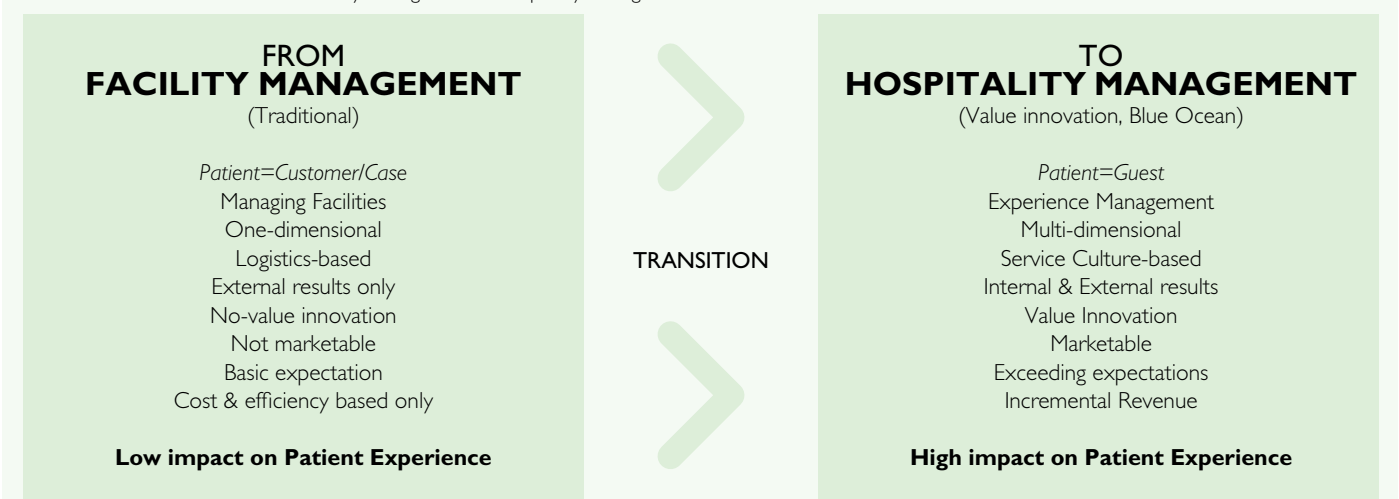 FROM
FACILITY MANAGEMENT
(Traditional)
Patient=Customer/Case
Managing Facilities
One-dimensional
Logistics-based
External results only
No-value innovation
Not marketable
Basic expectation
Cost & efficiency based only
Low impact on Patient Experience
TRANSITION
TO
HOSPITALITY MANAGEMENT
(Value innovation, Blue Ocean)
Patient=Guest
Experience Management
Multi-dimensional
Service Culture-based
Internal & External results
Value Innovation
Marketable
Exceeding expectations
Incremental Revenue
High impact on Patient Experience